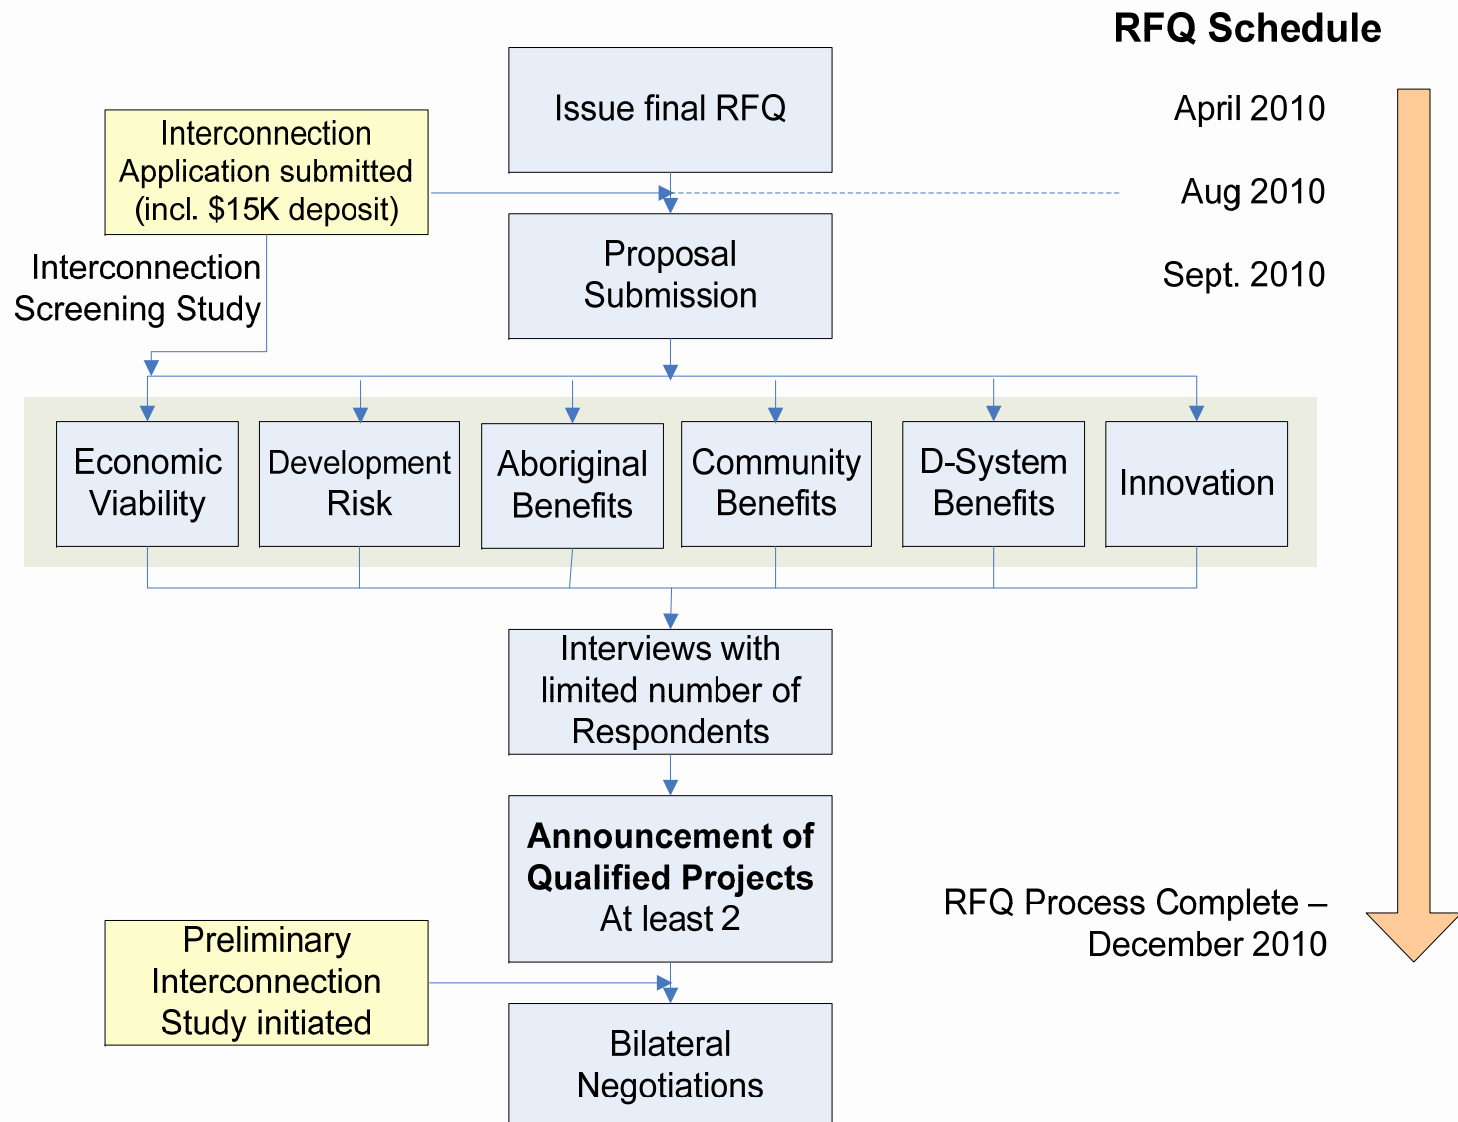 RFQ Schedule
Issue final RFQ
April 2010
Interconnection
Application submitted
(incl. $15K deposit)
Aug 2010
Interconnection
Screening Study
Proposal
Submission
Sept. 2010
Economic
Viability
Development
Risk
Aboriginal
Benefits
Community
Benefits
D-System
Benefits
Innovation
Interviews with
limited number of
Respondents
Announcement of
Qualified Projects
At least 2
RFQ Process Complete –
December 2010
Preliminary
Interconnection
Study initiated
Bilateral
Negotiations